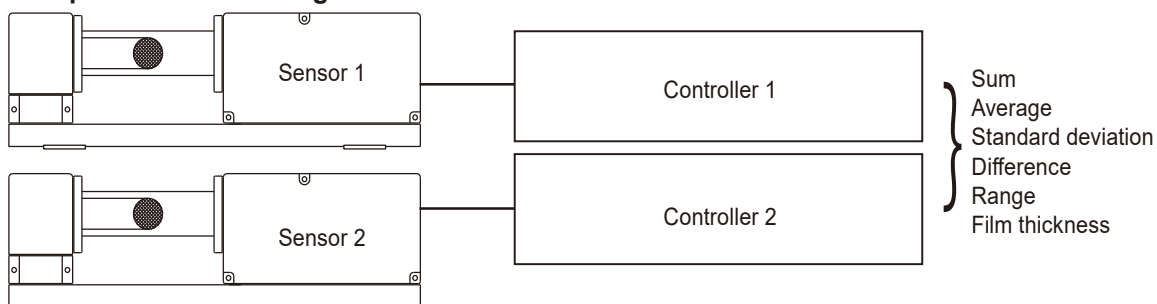 Sensor 1
Controller 1
Sensor 2
Controller 2
Sum
Average
Standard deviation
Difference
Range
Film thickness